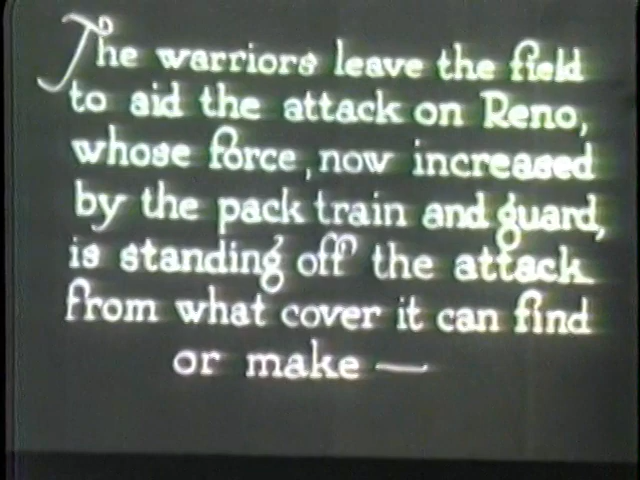 The warriors leave the field
to aid the attack on Reno,
whose force, now increased
by the pack train and guard,
is standing off the attack
from what cover it can find
or make —